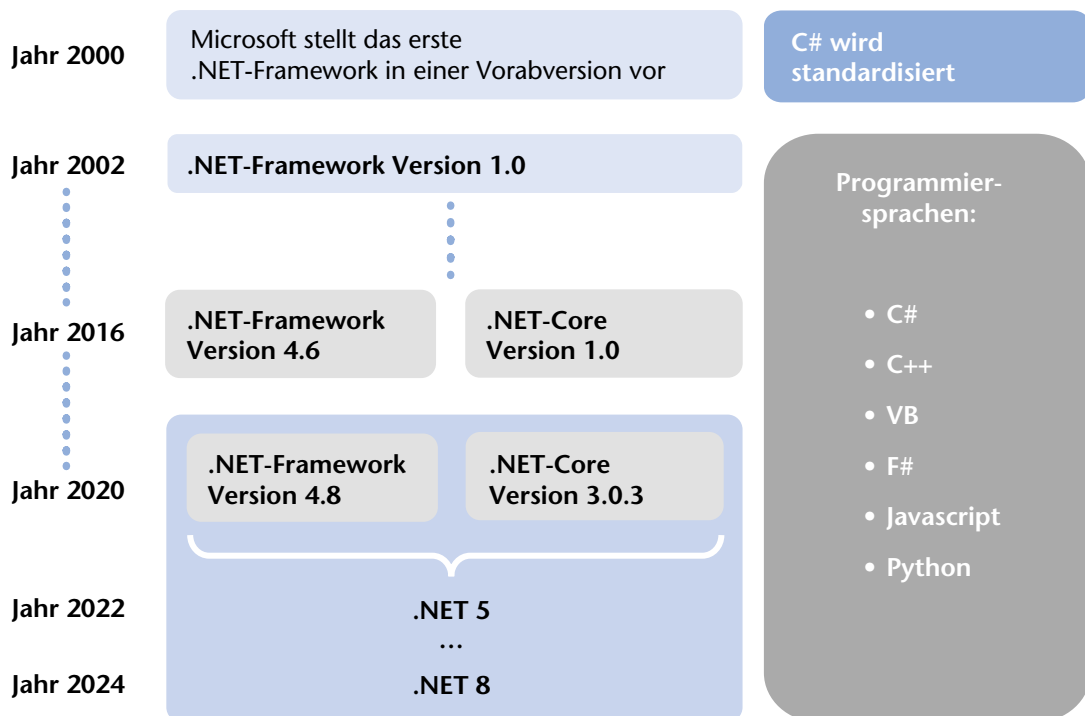 Jahr 2000
Microsoft stellt das erste
.NET-Framework in einer Vorabversion vor
C# wird
standardisiert
Jahr 2002
.NET-Framework Version 1.0
Programmier-
sprachen:
Jahr 2016
.NET-Framework
Version 4.6
.NET-Core
Version 1.0
• C#
• C++
• VB
• F#
• Javascript
• Python
Jahr 2020
.NET-Framework
Version 4.8
.NET-Core
Version 3.0.3
Jahr 2022
.NET 5
...
Jahr 2024
.NET 8